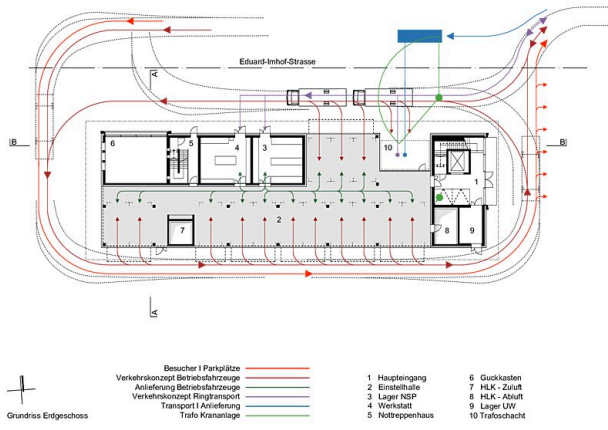 Eduard-Imhof-Strasse
A
B
B
6
5
4
3
10
1
2
7
8
9
A
Besucher I Parkplätze
Verkehrskonzept Betriebsfahrzeuge
Anlieferung Betriebsfahrzeuge
Verkehrskonzept Ringtransport
Transport I Anlieferung
Trafo Krananlage
1 Haupteingang
2 Einstellhalle
3 Lager NSP
4 Werkstatt
5 Nottreppenhaus
6 Guckkasten
7 HLK - Zuluft
8 HLK - Abluft
9 Lager UW
10 Trafoschacht
Grundriss Erdgeschoss